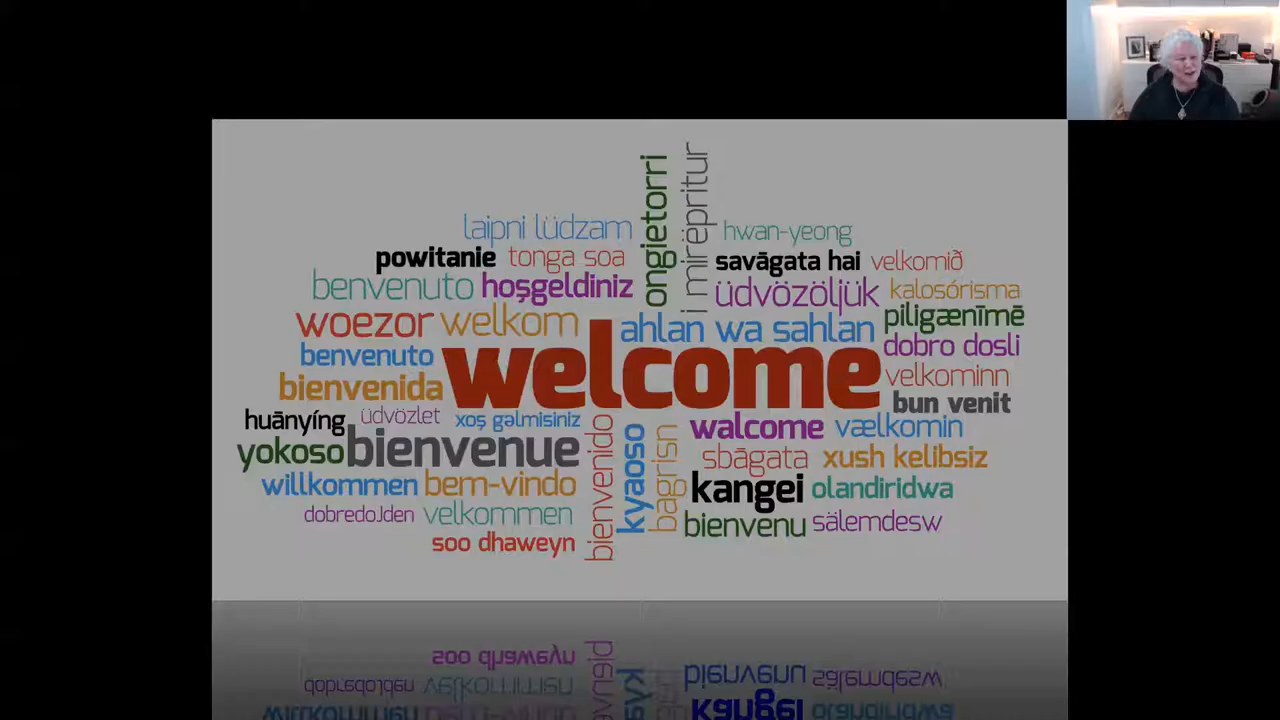 ongietorri
i mirëpritur
laipni lüdzam
hwan-yeong
powitanie
tonga soa
savāgata hai
velkomið
benvenuto
hoşgeldiniz
üdvözöljük
kalosórisma
woezor
welkom
ahlan wa sahlan
piligænīmē
benvenuto
welcome
dobro dosli
bienvenida
velkominn
bun venit
huānyíng
üdvözlet
xoş gəlmisiniz
walcome
vælkomin
yokoso
bienvenue
bienvenido
kyaoso
bagrisn
sbāgata
xush kelibsiz
willkommen
bem-vindo
kangei
olandiridwa
dobredoJden
velkommen
bienvenu
sälemdesw
soo dhaweyn